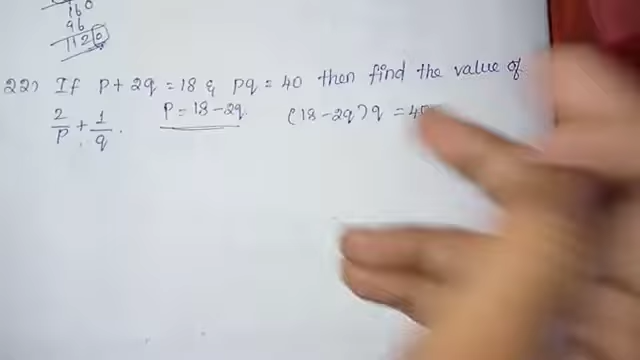 160
96
1120
22) If P + 2q = 18 & Pq = 40 then find the value of
2/P + 1/q . P = 18 - 2q. (18 - 2q) q = 40